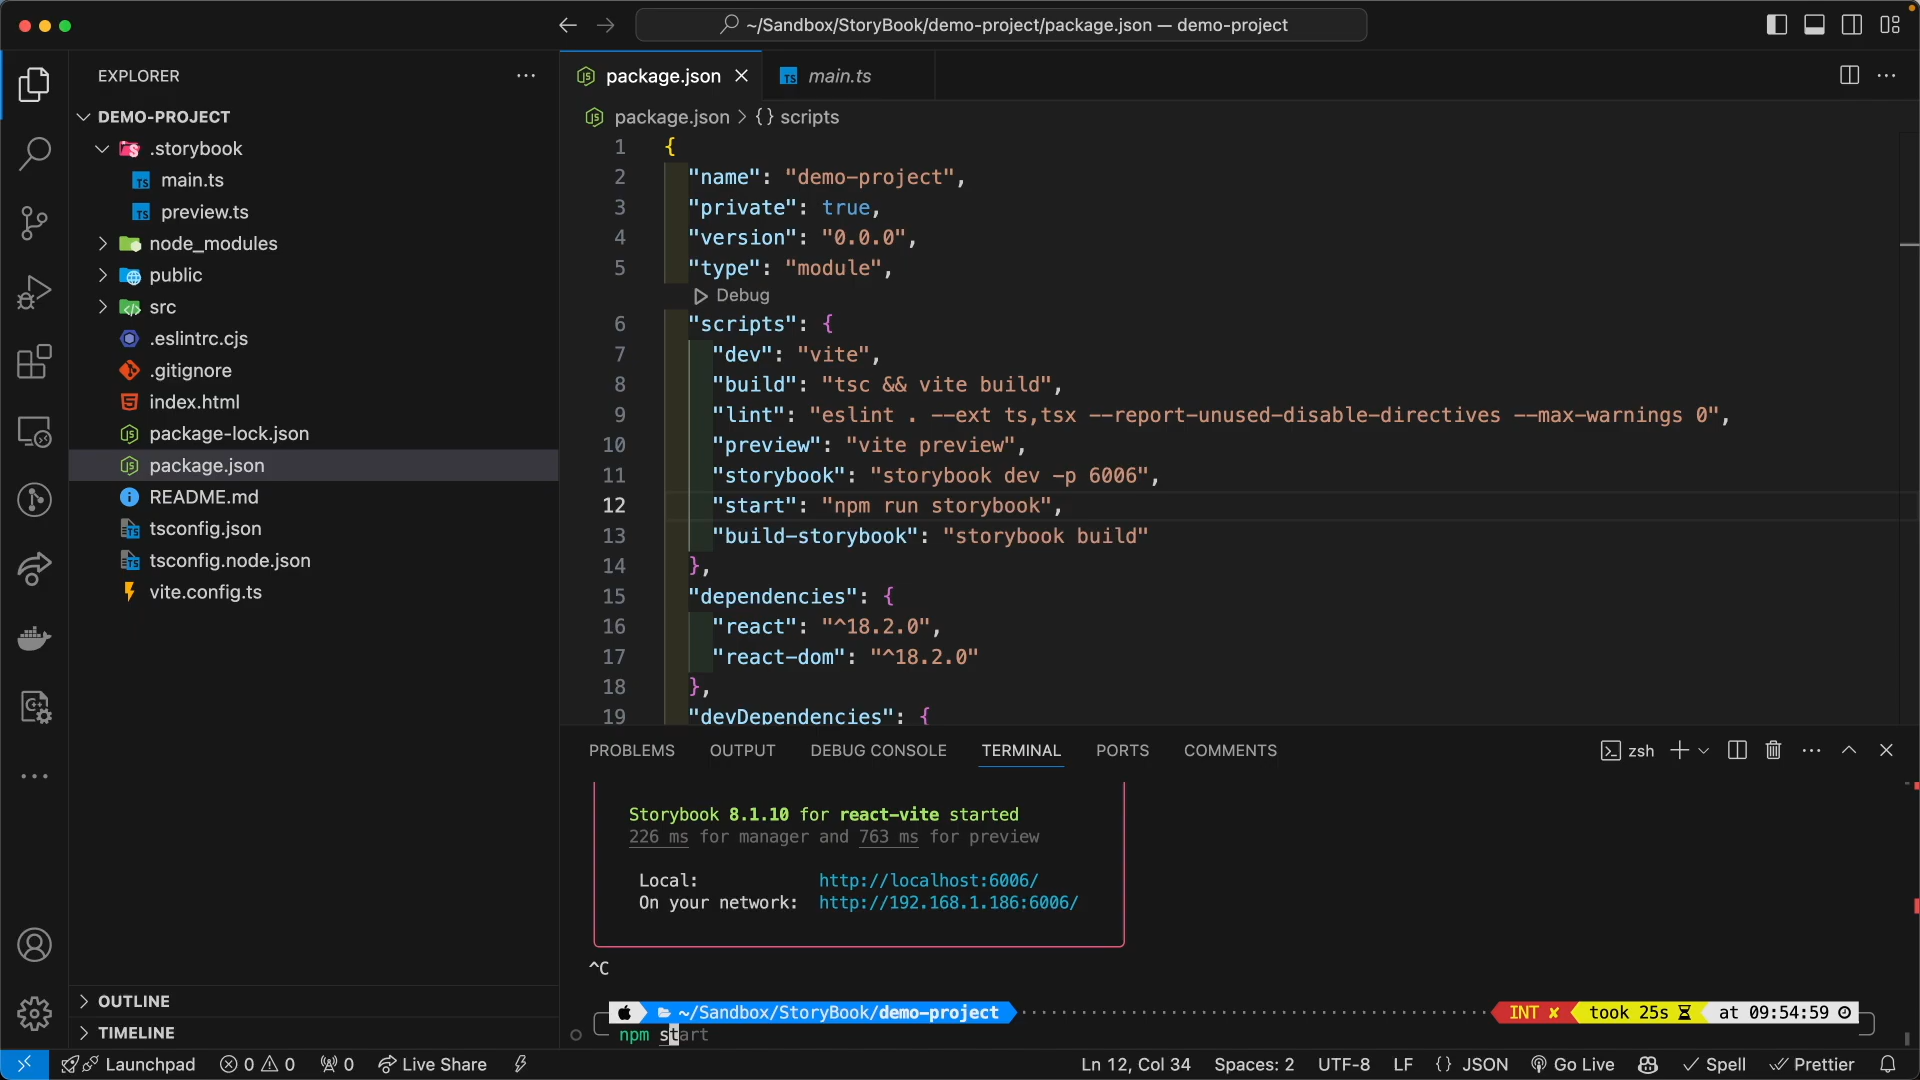 ~/Sandbox/StoryBook/demo-project/package.json — demo-project
EXPLORER
DEMO-PROJECT
.storybook
main.ts
preview.ts
node_modules
public
src
.eslintrc.cjs
.gitignore
index.html
package-lock.json
package.json
README.md
tsconfig.json
tsconfig.node.json
vite.config.ts
OUTLINE
TIMELINE
package.json
main.ts
package.json > {} scripts
1 {
2 "name": "demo-project",
3 "private": true,
4 "version": "0.0.0",
5 "type": "module",
Debug
6 "scripts": {
7 "dev": "vite",
8 "build": "tsc && vite build",
9 "lint": "eslint . --ext ts,tsx --report-unused-disable-directives --max-warnings 0",
10 "preview": "vite preview",
11 "storybook": "storybook dev -p 6006",
12 "start": "npm run storybook",
13 "build-storybook": "storybook build"
14 },
15 "dependencies": {
16 "react": "^18.2.0",
17 "react-dom": "^18.2.0"
18 },
19 "devDependencies": {
PROBLEMS OUTPUT DEBUG CONSOLE TERMINAL PORTS COMMENTS zsh
Storybook 8.1.10 for react-vite started
226 ms for manager and 763 ms for preview
Local: http://localhost:6006/
On your network: http://192.168.1.186:6006/
^C
~/Sandbox/StoryBook/demo-project INT ✘ took 25s at 09:54:59
npm start
Launchpad 0 0 0 Live Share Ln 12, Col 34 Spaces: 2 UTF-8 LF {} JSON Go Live Spell Prettier